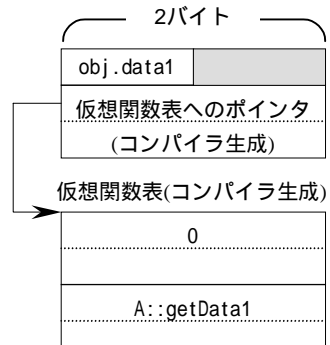 2バイト
obj.data1
仮想関数表へのポインタ
(コンパイラ生成)
仮想関数表(コンパイラ生成)
0
A::getData1